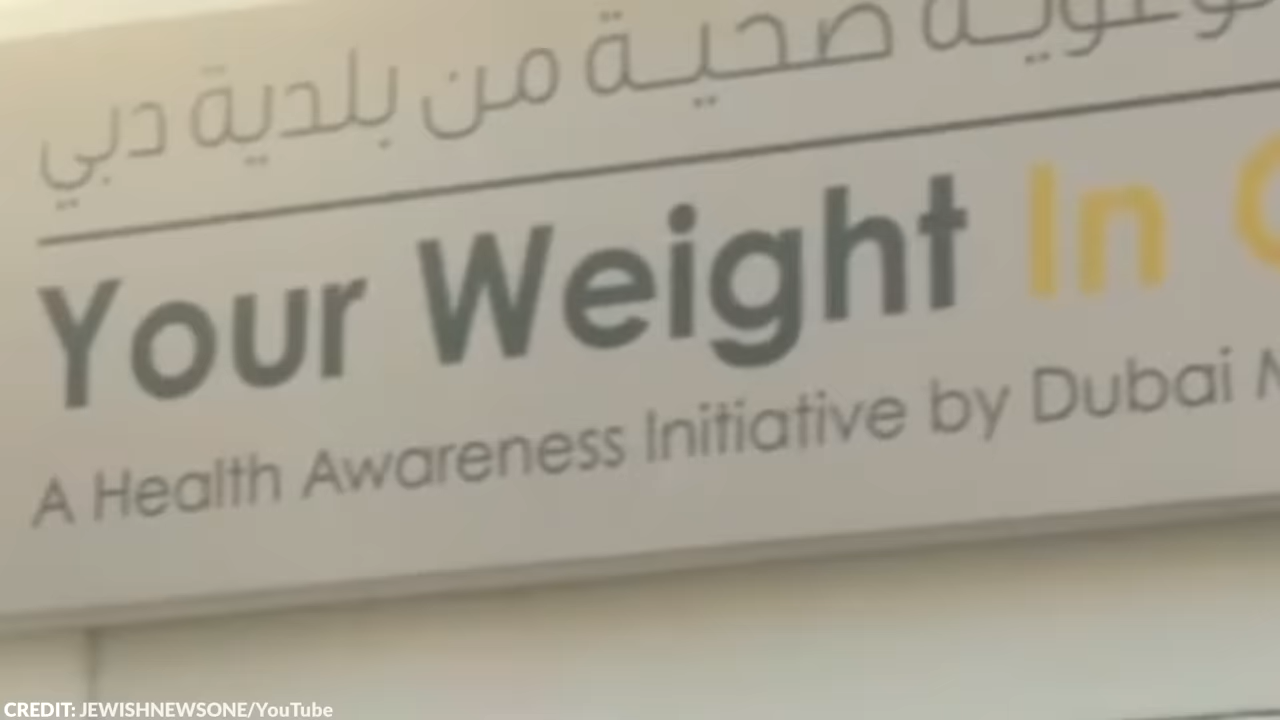 صحية من بلدية دبي
Your Weight In
A Health Awareness Initiative by Dubai
CREDIT: JEWISHNEWSONE/YouTube